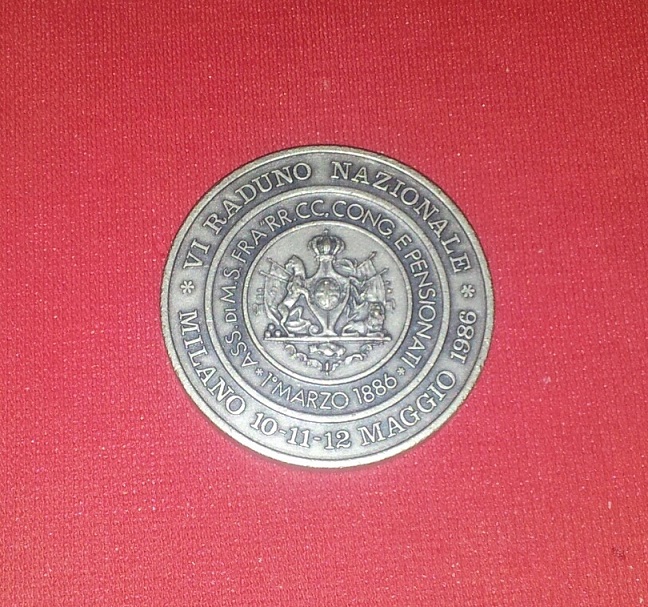 * VI RADUNO NAZIONALE *
MILANO 10-11-12 MAGGIO 1986
ASS. DI M.S. FRA "RR.CC. CONG. E PENSIONATI
* 1° MARZO 1886 *